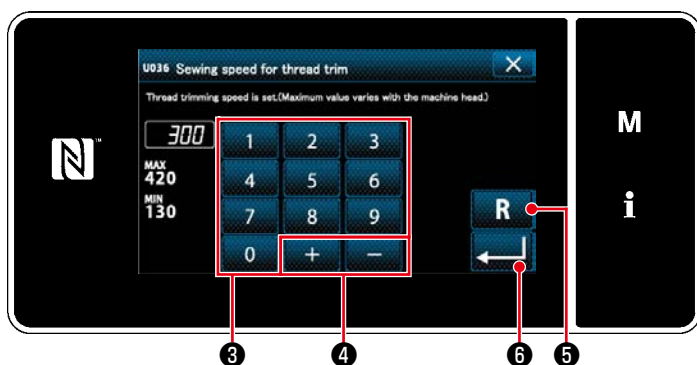 U036 Sewing speed for thread trim
Thread trimming speed is set.(Maximum value varies with the machine head.)
300
1 2 3
MAX
420
4 5 6
MIN
130
7 8 9
R
0 + −
M
i
N™
❸ ❹ ❻ ❺